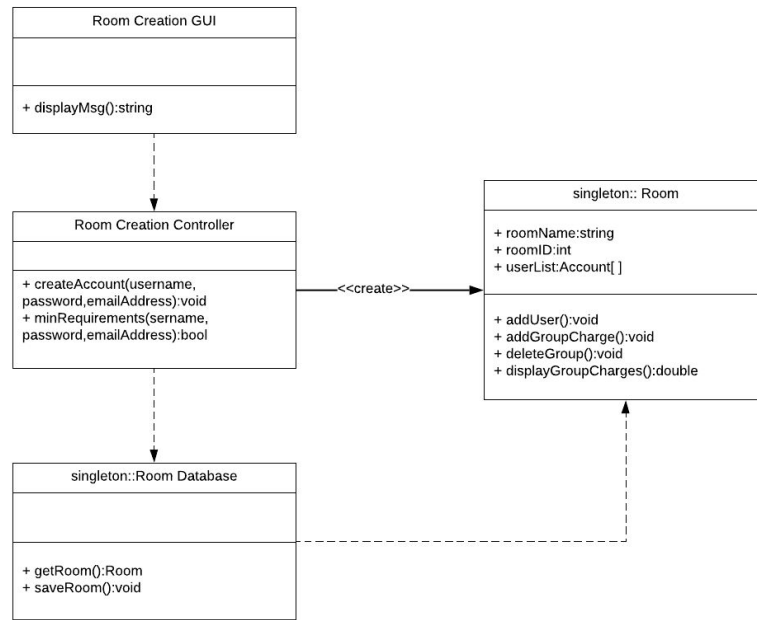 Room Creation GUI
+ displayMsg():string
Room Creation Controller
+ createAccount(username,
password,emailAddress):void
+ minRequirements(sername,
password,emailAddress):bool
<<create>>
singleton:: Room
+ roomName:string
+ roomID:int
+ userList:Account[ ]
+ addUser():void
+ addGroupCharge():void
+ deleteGroup():void
+ displayGroupCharges():double
singleton::Room Database
+ getRoom():Room
+ saveRoom():void